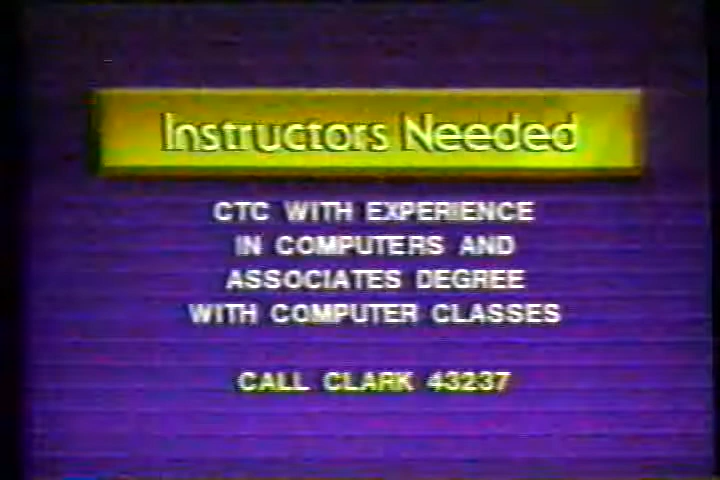 Instructors Needed
CTC WITH EXPERIENCE
IN COMPUTERS AND
ASSOCIATES DEGREE
WITH COMPUTER CLASSES
CALL CLARK 43237